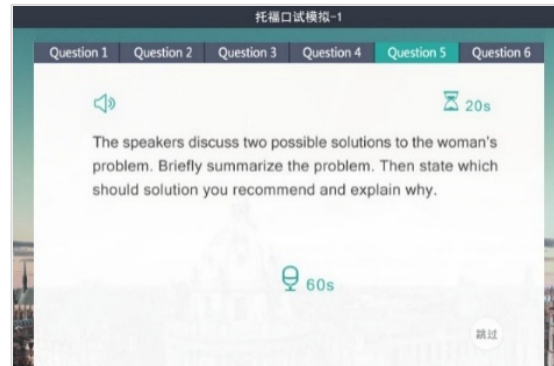 托福口试模拟-1
Question 1 Question 2 Question 3 Question 4 Question 5 Question 6
20s
The speakers discuss two possible solutions to the woman's
problem. Briefly summarize the problem. Then state which
should solution you recommend and explain why.
60s
跳过